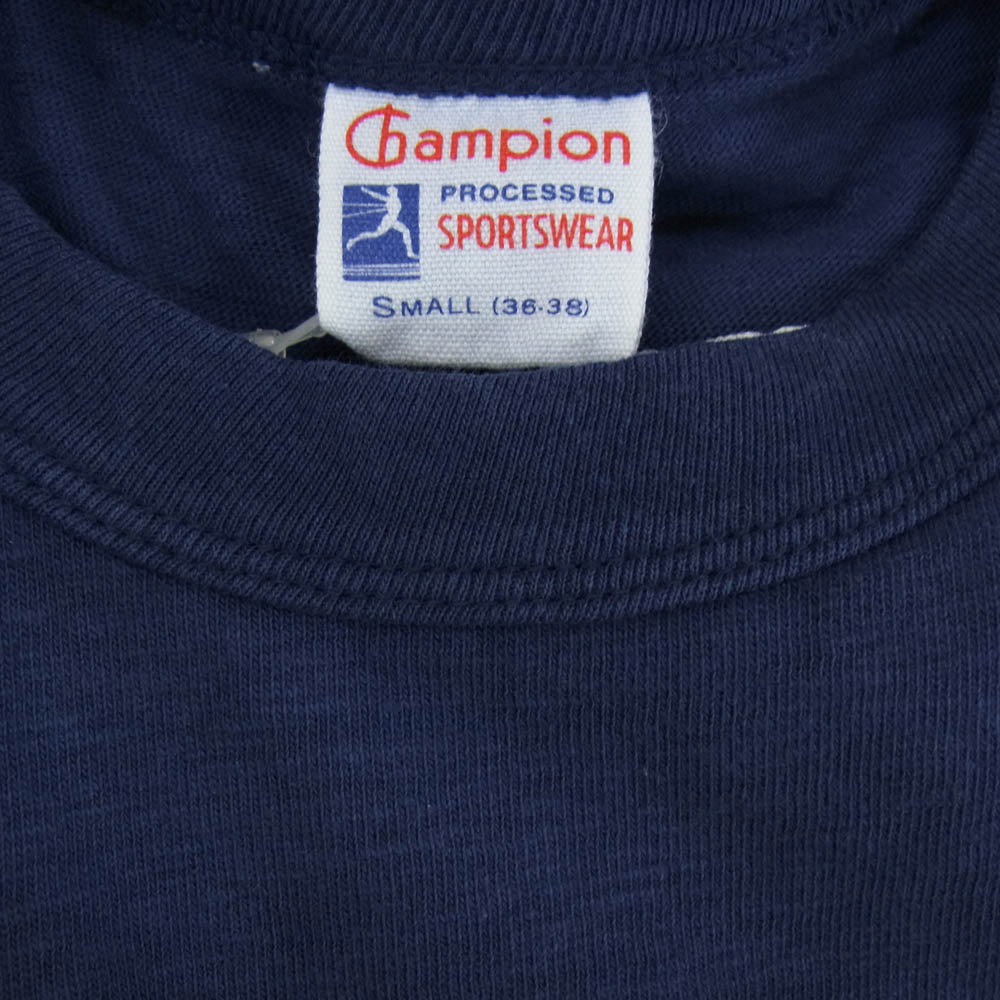 Champion
PROCESSED
SPORTSWEAR
SMALL (36-38)